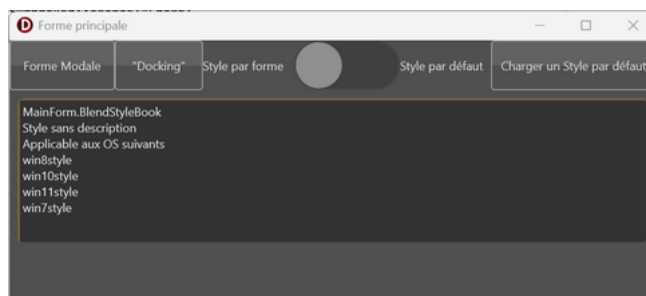 Forme principale
Forme Modale "Docking" Style par forme Style par défaut Charger un Style par défaut
MainForm.BlendStyleBook
Style sans description
Applicable aux OS suivants
win8style
win10style
win11style
win7style